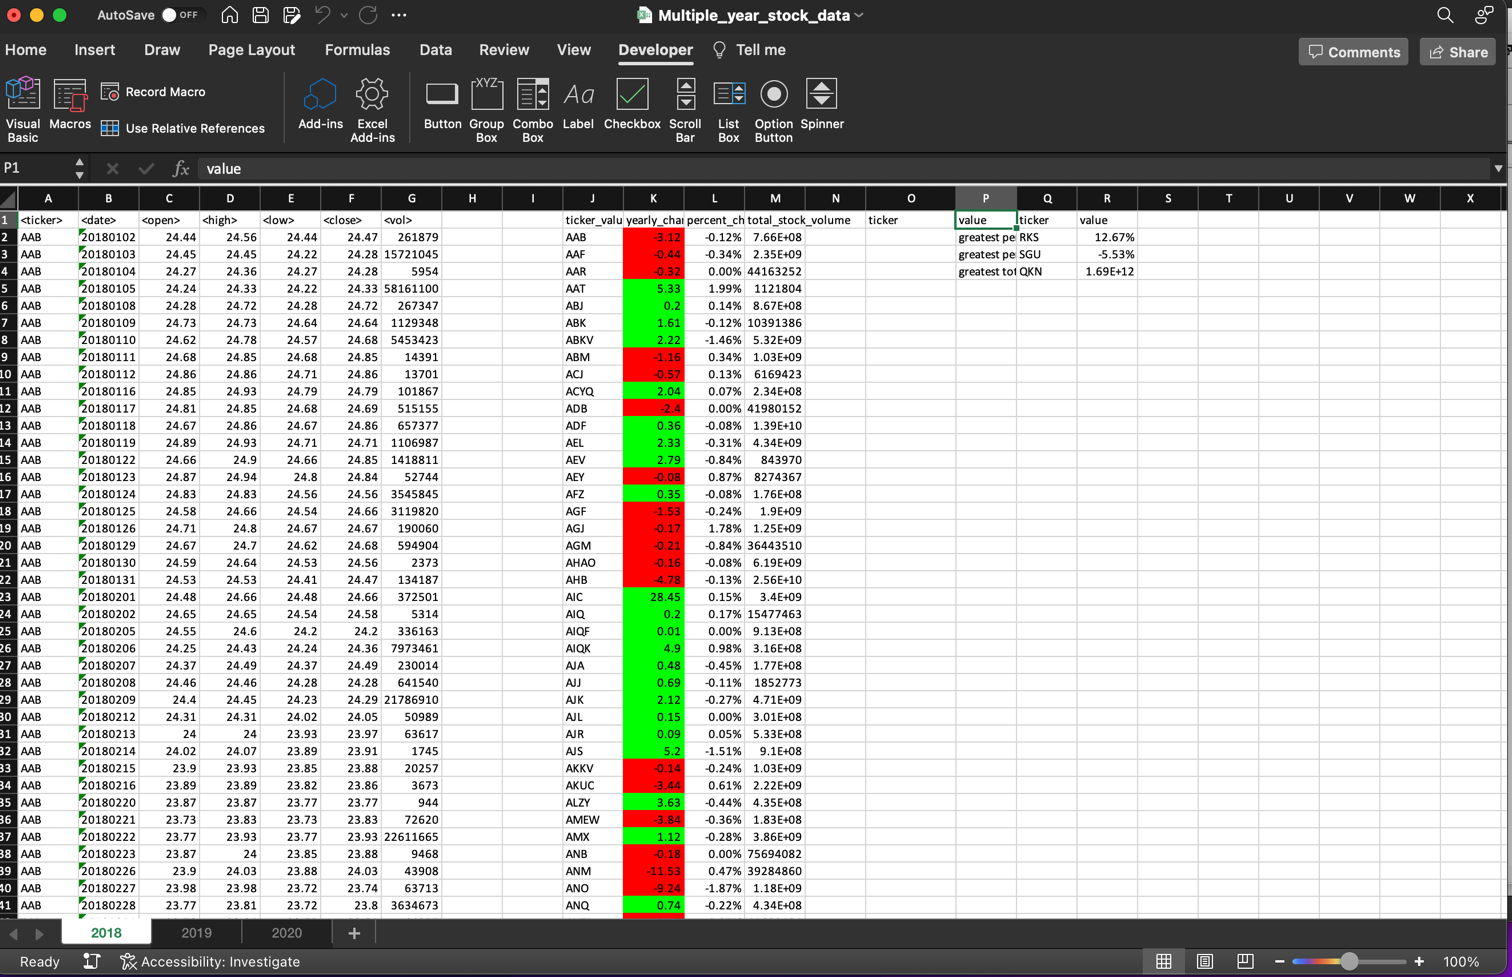 AutoSave OFF Multiple_year_stock_data
Home Insert Draw Page Layout Formulas Data Review View Developer Tell me Comments Share
Visual Basic Macros Record Macro Use Relative References Add-ins Excel Add-ins Button Group Box Combo Box Label Checkbox Scroll Bar List Box Option Button Spinner
XYZ Aa
P1 fx value
A B C D E F G H I J K L M N O P Q R S T U V W X
1 <ticker> <date> <open> <high> <low> <close> <vol> ticker_valu yearly_cha percent_ch total_stock_volume ticker value ticker value
2 AAB 20180102 24.44 24.56 24.44 24.47 261879 AAB -3.12 -0.12% 7.66E+08 greatest pe RKS 12.67%
3 AAB 20180103 24.45 24.45 24.22 24.28 15721045 AAF -0.44 -0.34% 2.35E+09 greatest pe SGU -5.53%
4 AAB 20180104 24.27 24.36 24.27 24.28 5954 AAR -0.32 0.00% 44163252 greatest tot QKN 1.69E+12
5 AAB 20180105 24.24 24.33 24.22 24.33 58161100 AAT 5.33 1.99% 1121804
6 AAB 20180108 24.28 24.72 24.28 24.72 267347 ABJ 0.2 0.14% 8.67E+08
7 AAB 20180109 24.73 24.73 24.64 24.64 1129348 ABK 1.61 -0.12% 10391386
8 AAB 20180110 24.62 24.78 24.57 24.68 5453423 ABKV 2.22 -1.46% 5.32E+09
9 AAB 20180111 24.68 24.85 24.68 24.85 14391 ABM -1.16 0.34% 1.03E+09
10 AAB 20180112 24.86 24.86 24.71 24.86 13701 ACJ -0.57 0.13% 6169423
11 AAB 20180116 24.85 24.93 24.79 24.79 101867 ACYQ 2.04 0.07% 2.34E+08
12 AAB 20180117 24.81 24.85 24.68 24.69 515155 ADB -2.4 0.00% 41980152
13 AAB 20180118 24.67 24.86 24.67 24.86 657377 ADF 0.36 -0.08% 1.39E+10
14 AAB 20180119 24.89 24.93 24.71 24.71 1106987 AEL 2.33 -0.31% 4.34E+09
15 AAB 20180122 24.66 24.9 24.66 24.85 1418811 AEV 2.79 -0.84% 843970
16 AAB 20180123 24.87 24.94 24.8 24.84 52744 AEY -0.08 0.87% 8274367
17 AAB 20180124 24.83 24.83 24.56 24.56 3545845 AFZ 0.35 -0.08% 1.76E+08
18 AAB 20180125 24.58 24.66 24.54 24.66 3119820 AGF -1.53 -0.24% 1.9E+09
19 AAB 20180126 24.71 24.8 24.67 24.67 190060 AGJ -0.17 1.78% 1.25E+09
20 AAB 20180129 24.67 24.7 24.62 24.68 594904 AGM -0.21 -0.84% 36443510
21 AAB 20180130 24.59 24.64 24.53 24.56 2373 AHAO -0.16 -0.08% 6.19E+09
22 AAB 20180131 24.53 24.53 24.41 24.47 134187 AHB -4.78 -0.13% 2.56E+10
23 AAB 20180201 24.48 24.66 24.48 24.66 372501 AIC 28.45 0.15% 3.4E+09
24 AAB 20180202 24.65 24.65 24.54 24.58 5314 AIQ 0.2 0.17% 15477463
25 AAB 20180205 24.55 24.6 24.2 24.2 336163 AIQF 0.01 0.00% 9.13E+08
26 AAB 20180206 24.25 24.43 24.24 24.36 7973461 AIQK 4.9 0.98% 3.16E+08
27 AAB 20180207 24.37 24.49 24.37 24.49 230014 AJA 0.48 -0.45% 1.77E+08
28 AAB 20180208 24.46 24.46 24.28 24.28 641540 AJJ 0.69 -0.11% 1852773
29 AAB 20180209 24.4 24.45 24.23 24.29 21786910 AJK 2.12 -0.27% 4.71E+09
30 AAB 20180212 24.31 24.31 24.02 24.05 50989 AJL 0.15 0.00% 3.01E+08
31 AAB 20180213 24 24 23.93 23.97 63617 AJR 0.09 0.05% 5.33E+08
32 AAB 20180214 24.02 24.07 23.89 23.91 1745 AJS 5.2 -1.51% 9.1E+08
33 AAB 20180215 23.9 23.93 23.85 23.88 20257 AKKV -0.14 -0.24% 1.03E+09
34 AAB 20180216 23.89 23.89 23.82 23.86 3673 AKUC -3.44 0.61% 2.22E+09
35 AAB 20180220 23.87 23.87 23.77 23.77 944 ALZY 3.63 -0.44% 4.35E+08
36 AAB 20180221 23.73 23.83 23.73 23.83 72620 AMEW -3.84 -0.36% 1.83E+08
37 AAB 20180222 23.77 23.93 23.77 23.93 22611665 AMX 1.12 -0.28% 3.86E+09
38 AAB 20180223 23.87 24 23.85 23.88 9468 ANB -0.18 0.00% 75694082
39 AAB 20180226 23.9 24.03 23.88 24.03 43908 ANM -11.53 0.47% 39284860
40 AAB 20180227 23.98 23.98 23.72 23.74 63713 ANO -9.24 -1.87% 1.18E+09
41 AAB 20180228 23.77 23.81 23.72 23.8 3634673 ANQ 0.74 -0.22% 4.34E+08
2018 2019 2020 +
Ready Accessibility: Investigate 100%